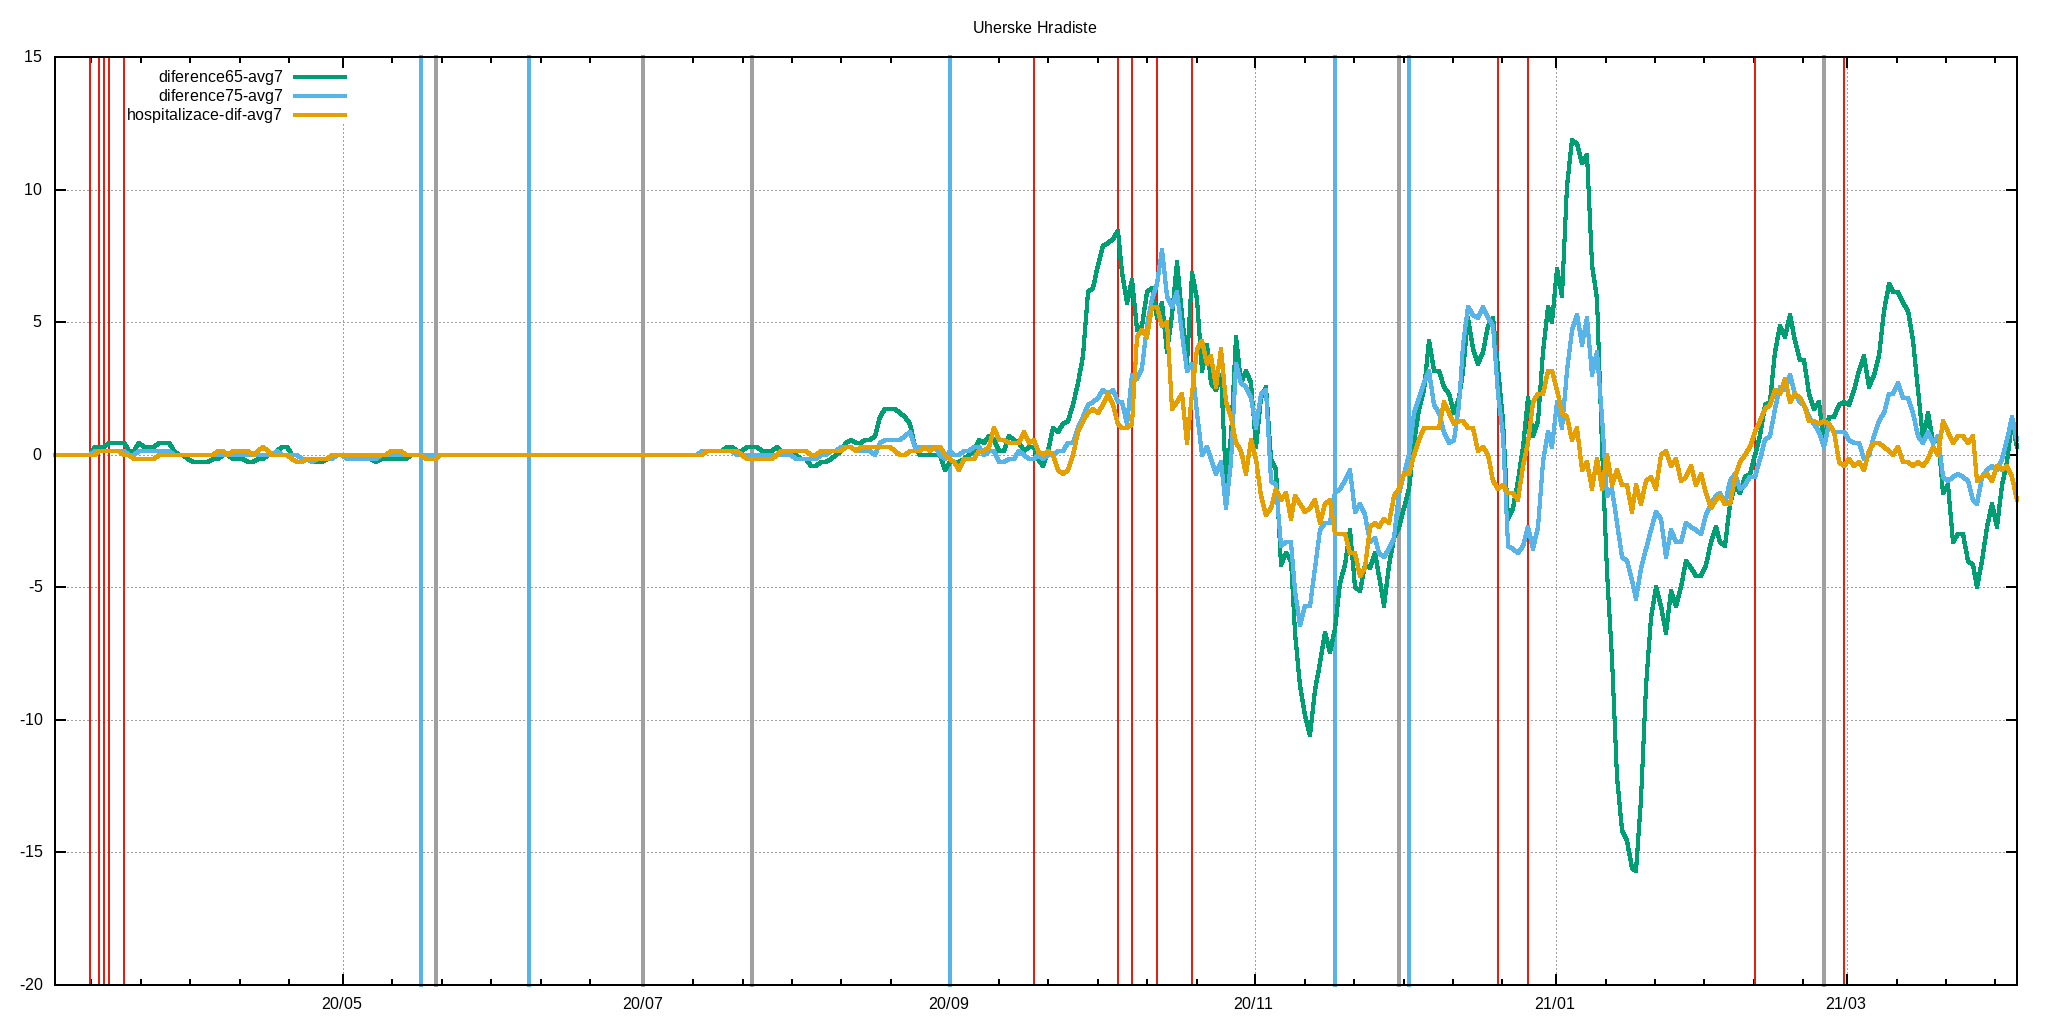 Uherske Hradiste
15
diference65-avg7
diference75-avg7
hospitalizace-dif-avg7
10
5
0
-5
-10
-15
-20
20/05 20/07 20/09 20/11 21/01 21/03